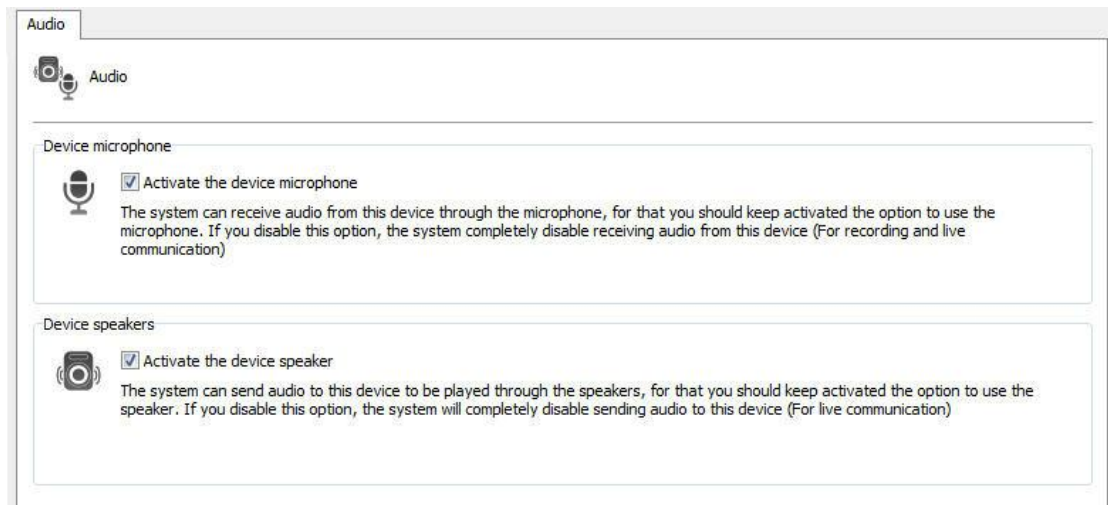 Audio
Audio
Device microphone
Activate the device microphone
The system can receive audio from this device through the microphone, for that you should keep activated the option to use the
microphone. If you disable this option, the system completely disable receiving audio from this device (For recording and live
communication)
Device speakers
Activate the device speaker
The system can send audio to this device to be played through the speakers, for that you should keep activated the option to use the
speaker. If you disable this option, the system will completely disable sending audio to this device (For live communication)